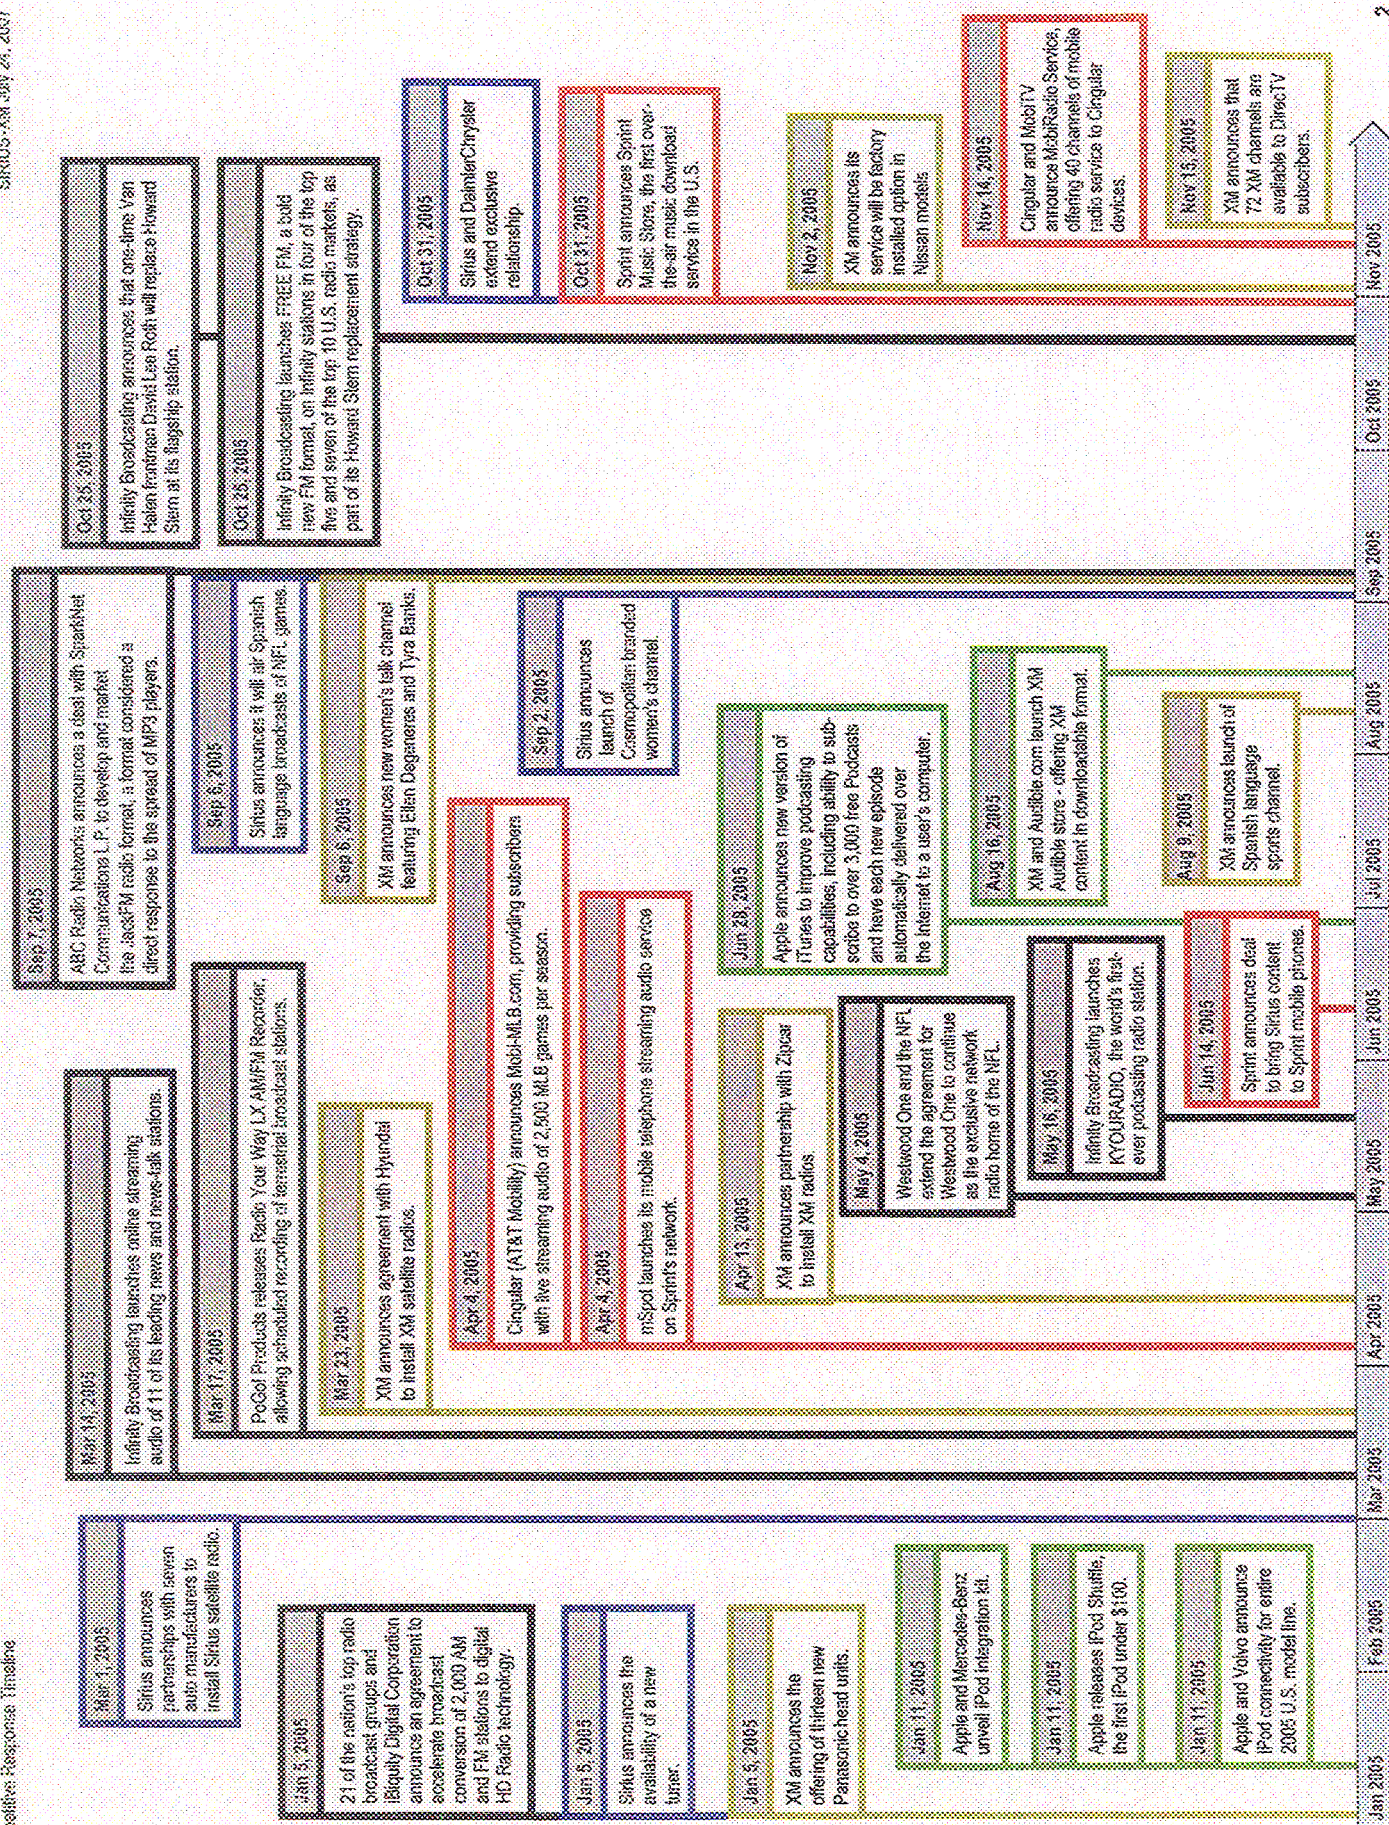 Response Timeline
SIRIUS - XM July 24, 2007
Jan 5, 2005
21 of the nation's top radio
broadcast groups and
iBiquity Digital Corporation
announce an agreement to
accelerate broadcast
conversion of 2,000 AM
and FM stations to digital
HD Radio technology.
Jan 5, 2005
Sirius announces the
availability of a new
tuner.
Jan 5, 2005
XM announces the
offering of thirteen new
Panasonic head units.
Jan 11, 2005
Apple and Mercedes-Benz
unveil iPod integration kit.
Jan 11, 2005
Apple releases iPod Shuffle,
the first iPod under $100.
Jan 11, 2005
Apple and Volvo announce
iPod connectivity for entire
2005 U.S. model line.
Mar 1, 2005
Sirius announces
partnerships with seven
auto manufacturers to
install Sirius satellite radio.
Mar 14, 2005
Infinity Broadcasting launches online streaming
audio of 11 of its leading news and news-talk stations.
Mar 17, 2005
PoGo! Products releases Radio Your Way LX AM/FM Recorder,
allowing scheduled recording of terrestrial broadcast stations.
Mar 23, 2005
XM announces agreement with Hyundai
to install XM satellite radios.
Apr 4, 2005
Cingular (AT&T Mobility) announces Mobi-MLB.com, providing subscribers
with live streaming audio of 2,500 MLB games per season.
Apr 4, 2005
mSpot launches its mobile telephone streaming audio service
on Sprint's network.
Apr 13, 2005
XM announces partnership with Zipcar
to install XM radios
May 4, 2005
Westwood One and the NFL
extend the agreement for
Westwood One to continue
as the exclusive network
radio home of the NFL.
May 16, 2005
Infinity Broadcasting launches
KYOURADIO, the world's first-
ever podcasting radio station.
Jun 14, 2005
Sprint announces deal
to bring Sirius content
to Sprint mobile phones.
Jun 28, 2005
Apple announces new version of
iTunes to improve podcasting
capabilities, including ability to sub-
scribe to over 3,000 free Podcasts
and have each new episode
automatically delivered over
the Internet to a user's computer.
Aug 9, 2005
XM announces launch of
Spanish language
sports channel.
Aug 16, 2005
XM and Audible.com launch XM
Audible store - offering XM
content in downloadable format.
Sep 2, 2005
Sirius announces
launch of
Cosmopolitan branded
women's channel.
Sep 6, 2005
XM announces new women's talk channel
featuring Ellen Degeneres and Tyra Banks.
Sep 6, 2005
Sirius announces it will air Spanish
language broadcasts of NFL games.
Sep 7, 2005
ABC Radio Networks announces a deal with SparkNet
Communications L.P. to develop and market
the JackFM radio format, a format considered a
direct response to the spread of MP3 players.
Oct 25, 2005
Infinity Broadcasting announces that one-time Van
Halen frontman David Lee Roth will replace Howard
Stern at its flagship station.
Oct 25, 2005
Infinity Broadcasting launches FREE FM, a bold
new FM format, on Infinity stations in four of the top
five and seven of the top 10 U.S. radio markets, as
part of its Howard Stern replacement strategy.
Oct 31, 2005
Sirius and DaimlerChrysler
extend exclusive
relationship.
Oct 31, 2005
Sprint announces Sprint
Music Store, the first over-
the-air music download
service in the U.S.
Nov 2, 2005
XM announces its
service will be factory
installed option in
Nissan models
Nov 14, 2005
Cingular and MobiTV
announce MobiRadio Service,
offering 40 channels of mobile
radio service to Cingular
devices.
Nov 15, 2005
XM announces that
72 XM channels are
available to DirecTV
subscribers.
Jan 2005
Feb 2005
Mar 2005
Apr 2005
May 2005
Jun 2005
Jul 2005
Aug 2005
Sep 2005
Oct 2005
Nov 2005
2